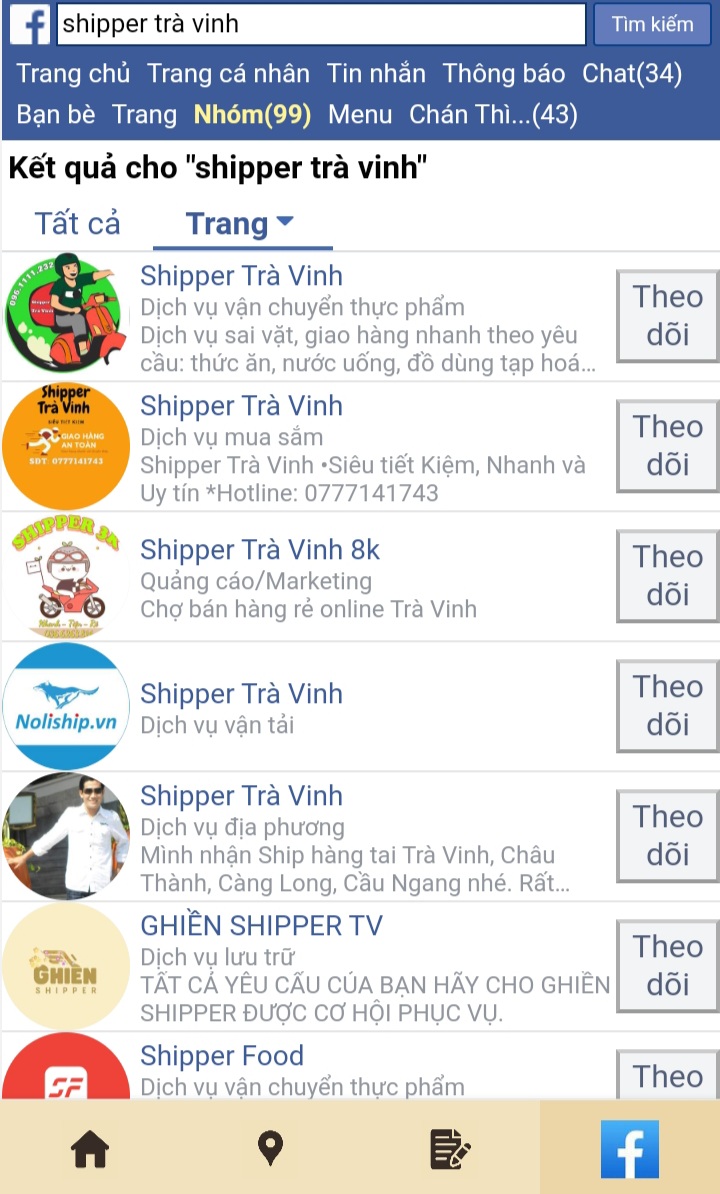 shipper trà vinh
Tìm kiếm
Trang chủ Trang cá nhân Tin nhắn Thông báo Chat(34)
Bạn bè Trang Nhóm(99) Menu Chán Thì...(43)
Kết quả cho "shipper trà vinh"
Tất cả Trang
095.1111.232
Shipper
Trà Vinh
Shipper Trà Vinh
Dịch vụ vận chuyển thực phẩm
Dịch vụ sai vặt, giao hàng nhanh theo yêu
cầu: thức ăn, nước uống, đồ dùng tạp hoá...
Theo
dõi
Shipper
Trà Vinh
SIÊU TIẾT KIỆM
GIAO HÀNG
AN TOÀN
SDT 0777141743
Shipper Trà Vinh
Dịch vụ mua sắm
Shipper Trà Vinh •Siêu tiết Kiệm, Nhanh và
Uy tín *Hotline: 0777141743
Theo
dõi
SHIPPER 3K
Nhanh - Tiện - Rẻ
Shipper Trà Vinh 8k
Quảng cáo/Marketing
Chợ bán hàng rẻ online Trà Vinh
Theo
dõi
Noliship.vn
Shipper Trà Vinh
Dịch vụ vận tải
Theo
dõi
Shipper Trà Vinh
Dịch vụ địa phương
Mình nhận Ship hàng tai Trà Vinh, Châu
Thành, Càng Long, Cầu Ngang nhé. Rất...
Theo
dõi
GHIỀN
SHIPPER
GHIỀN SHIPPER TV
Dịch vụ lưu trữ
TẤT CẢ YÊU CẤU CỦA BẠN HÃY CHO GHIỀN
SHIPPER ĐƯỢC CƠ HỘI PHỤC VỤ.
Theo
dõi
SF
Shipper Food
Dịch vụ vận chuyển thực phẩm
Theo